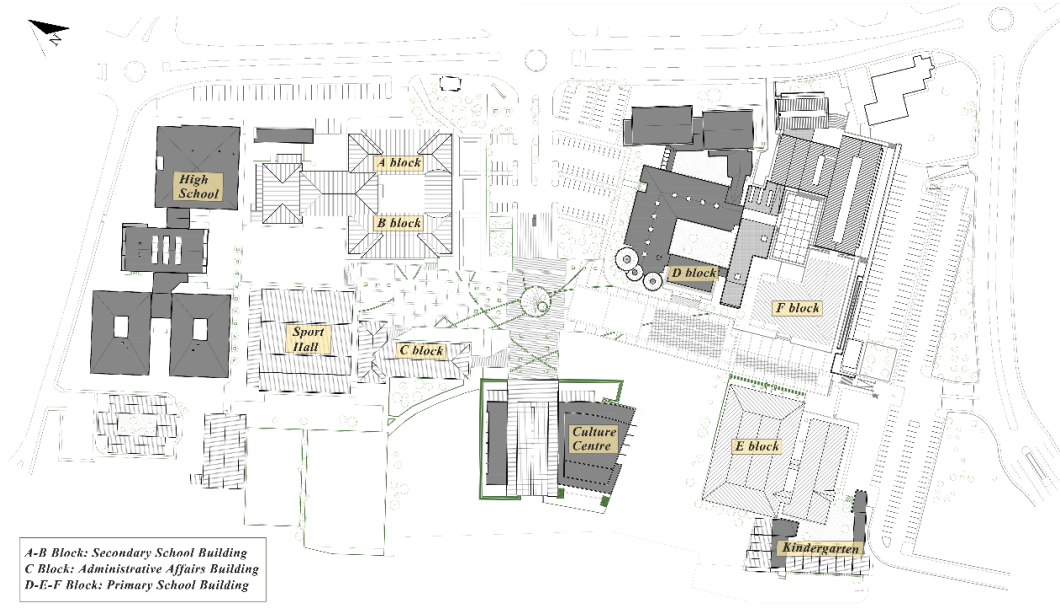 N
A block
High
School
B block
D block
F block
Sport
Hall
C block
Culture
Centre
E block
Kindergarten
A-B Block: Secondary School Building
C Block: Administrative Affairs Building
D-E-F Block: Primary School Building